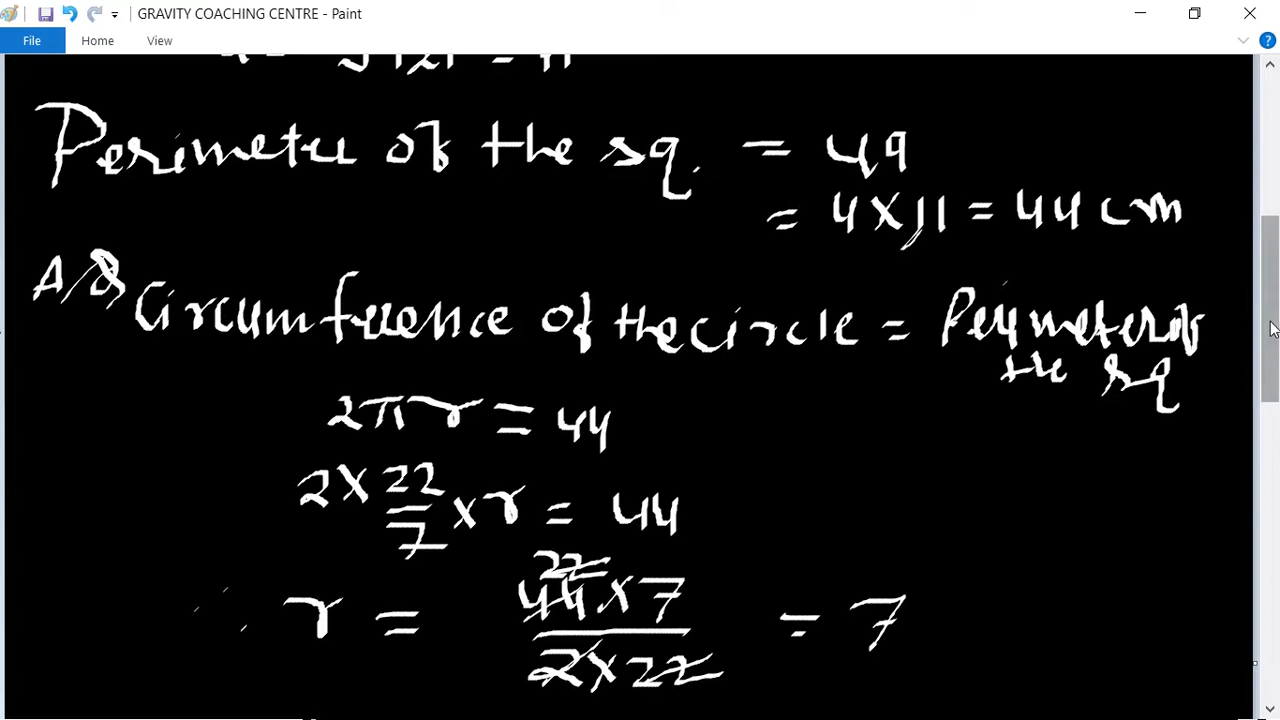 GRAVITY COACHING CENTRE - Paint
File Home View
Perimeter of the sq. = 4a
= 4 x 11 = 44 cm
A/Q Circumference of the circle = Perimeter of
the sq
2πr = 44
2 x 22/7 x r = 44
22
r = 44 x 7 / 2 x 22 = 7